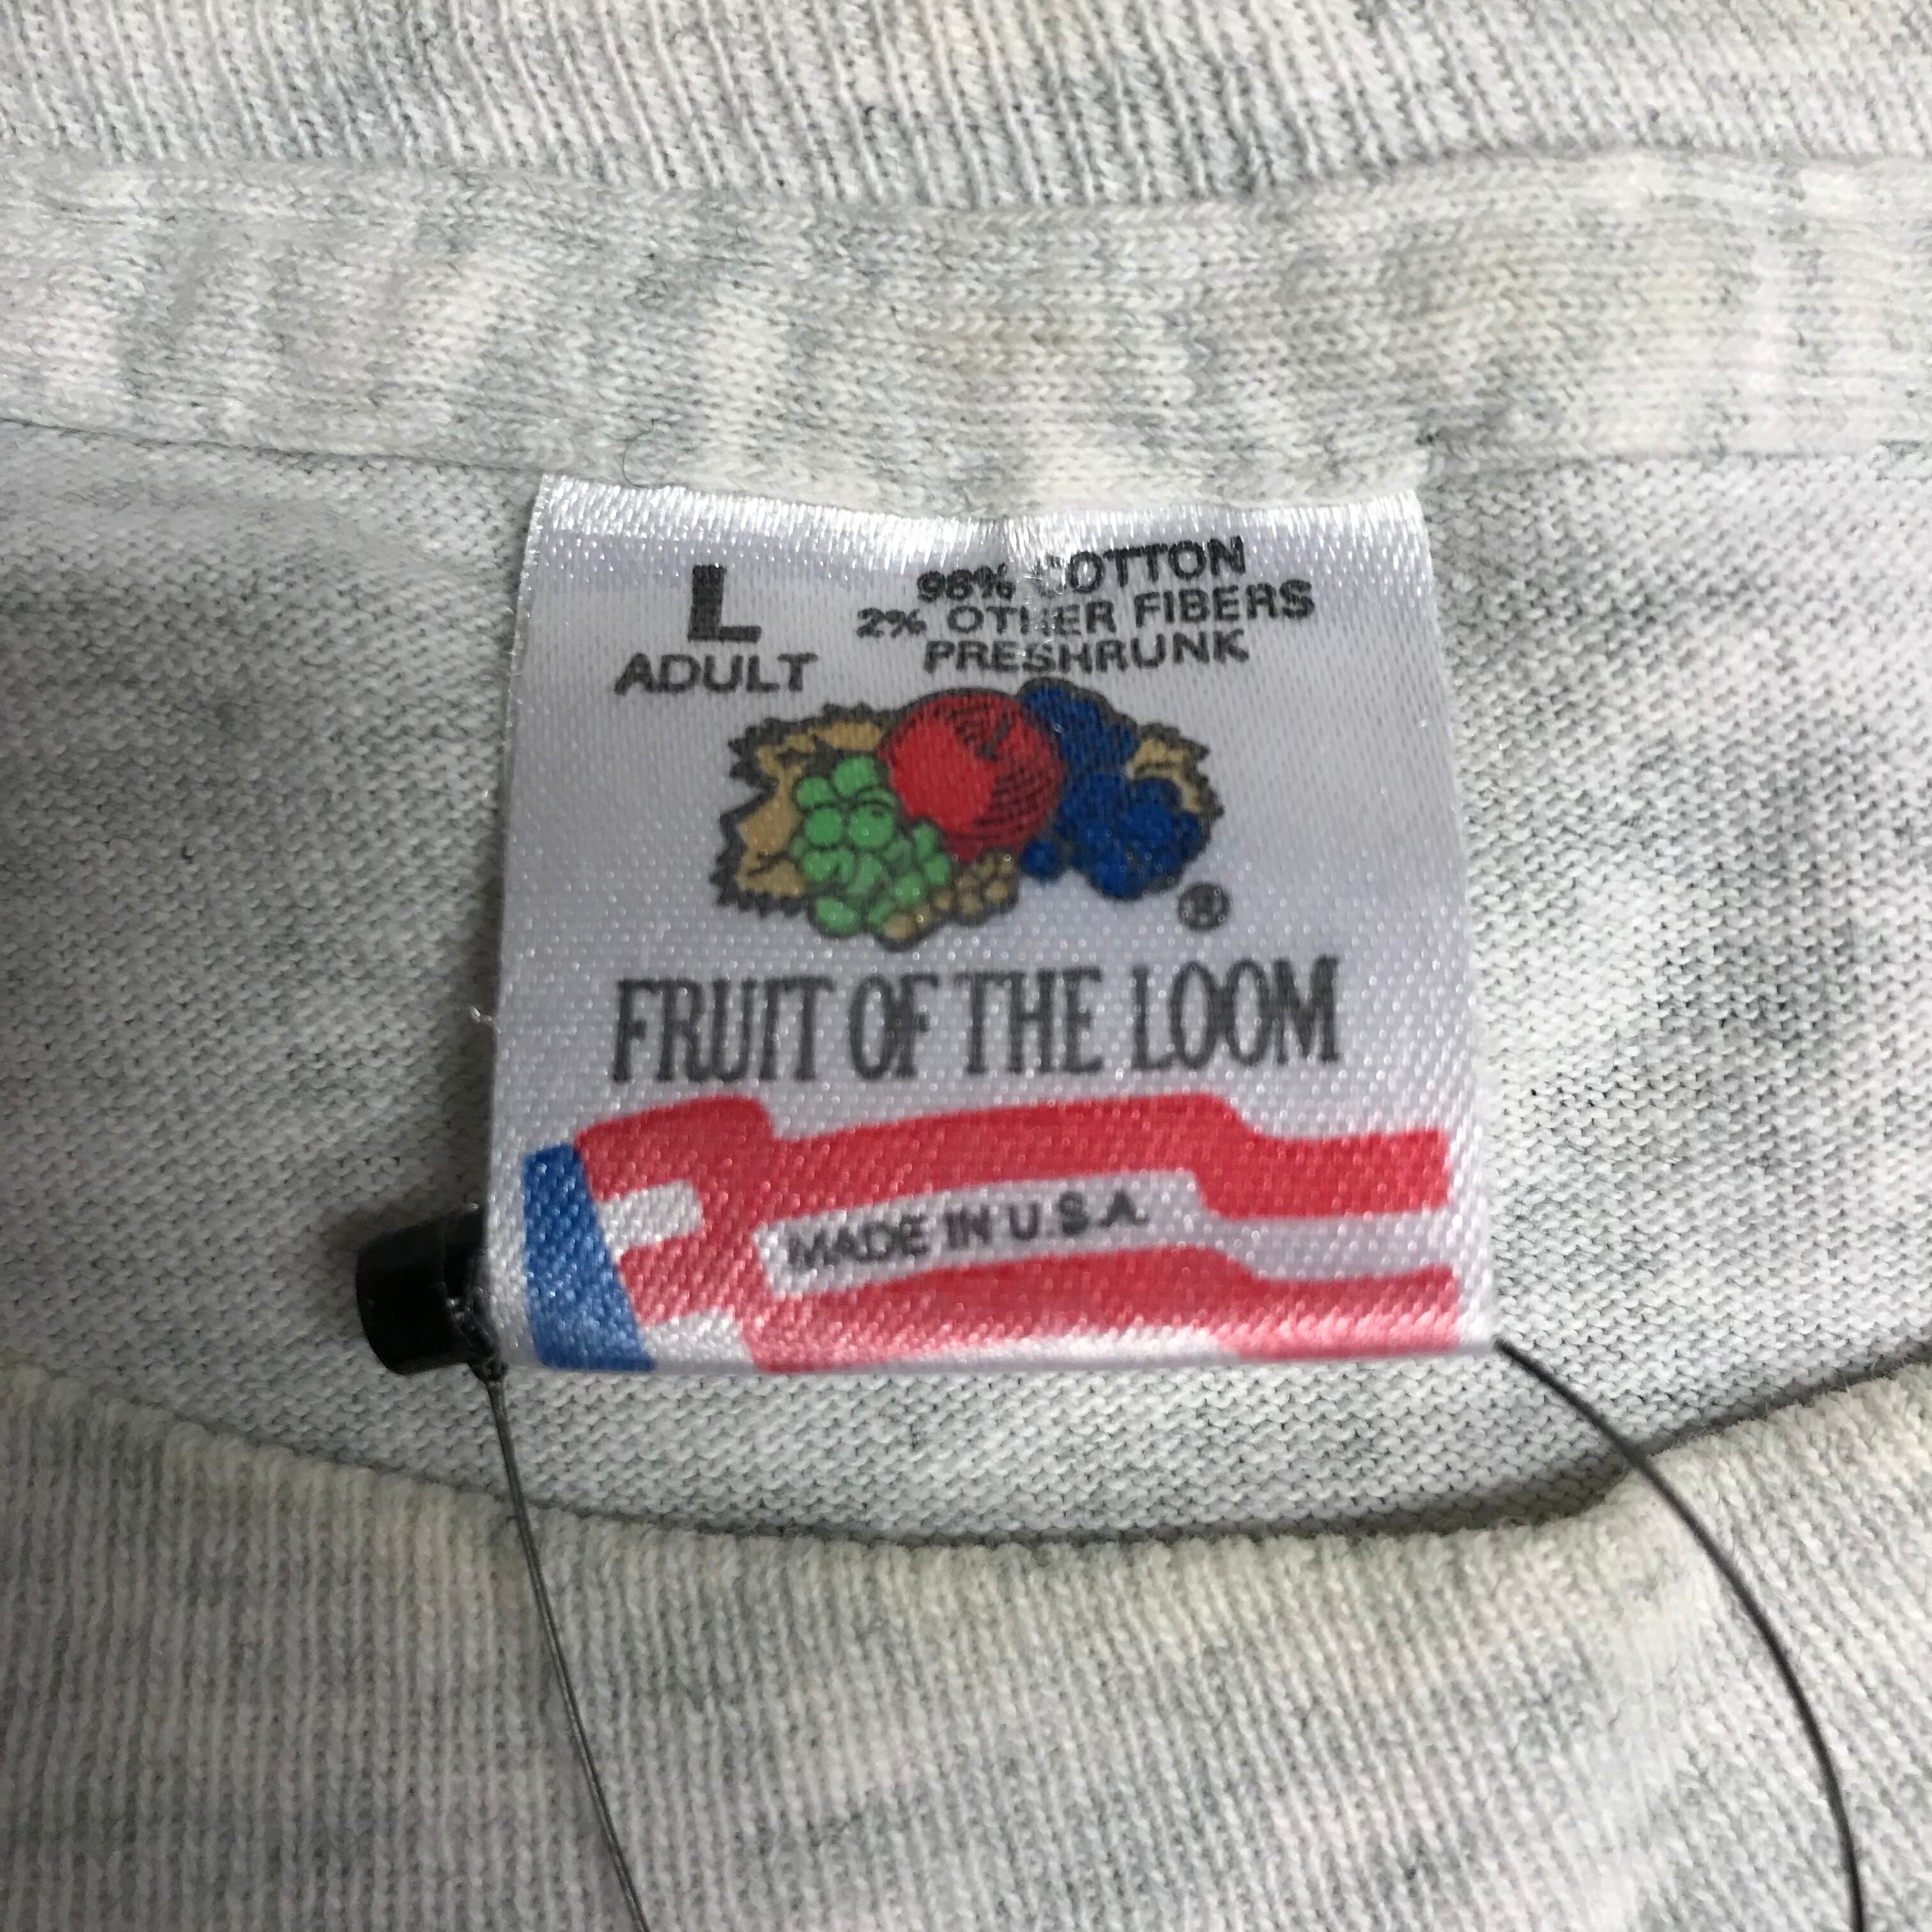 L
ADULT
98% COTTON
2% OTHER FIBERS
PRESHRUNK
®
FRUIT OF THE LOOM
MADE IN U.S.A.